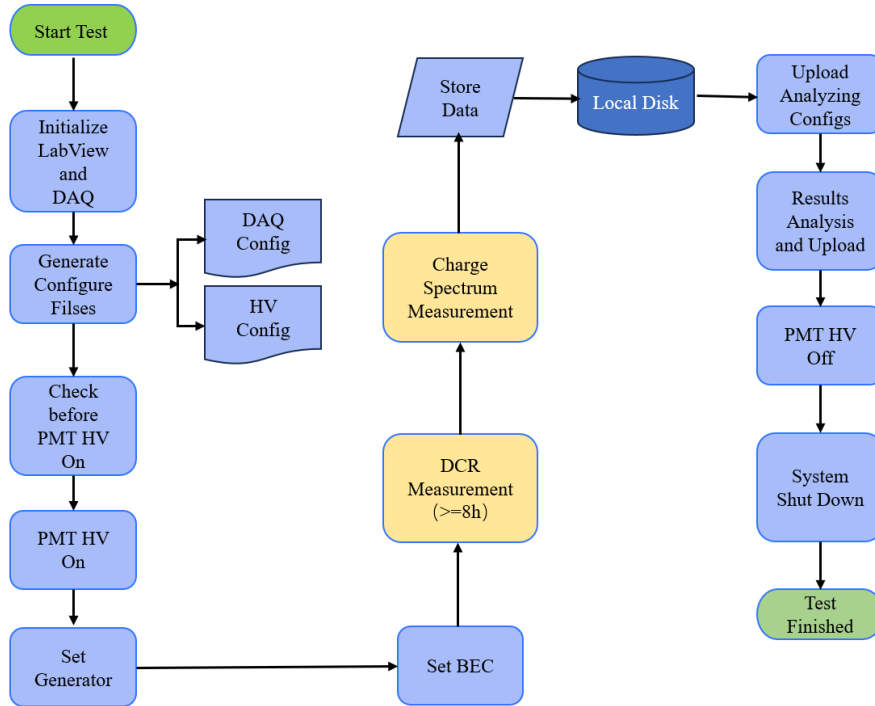 Start Test
Initialize
LabView
and
DAQ
Generate
Configure
Filses
DAQ
Config
HV
Config
Check
before
PMT HV
On
PMT HV
On
Set
Generator
Set BEC
DCR
Measurement
(>=8h)
Charge
Spectrum
Measurement
Store
Data
Local Disk
Upload
Analyzing
Configs
Results
Analysis
and Upload
PMT HV
Off
System
Shut Down
Test
Finished